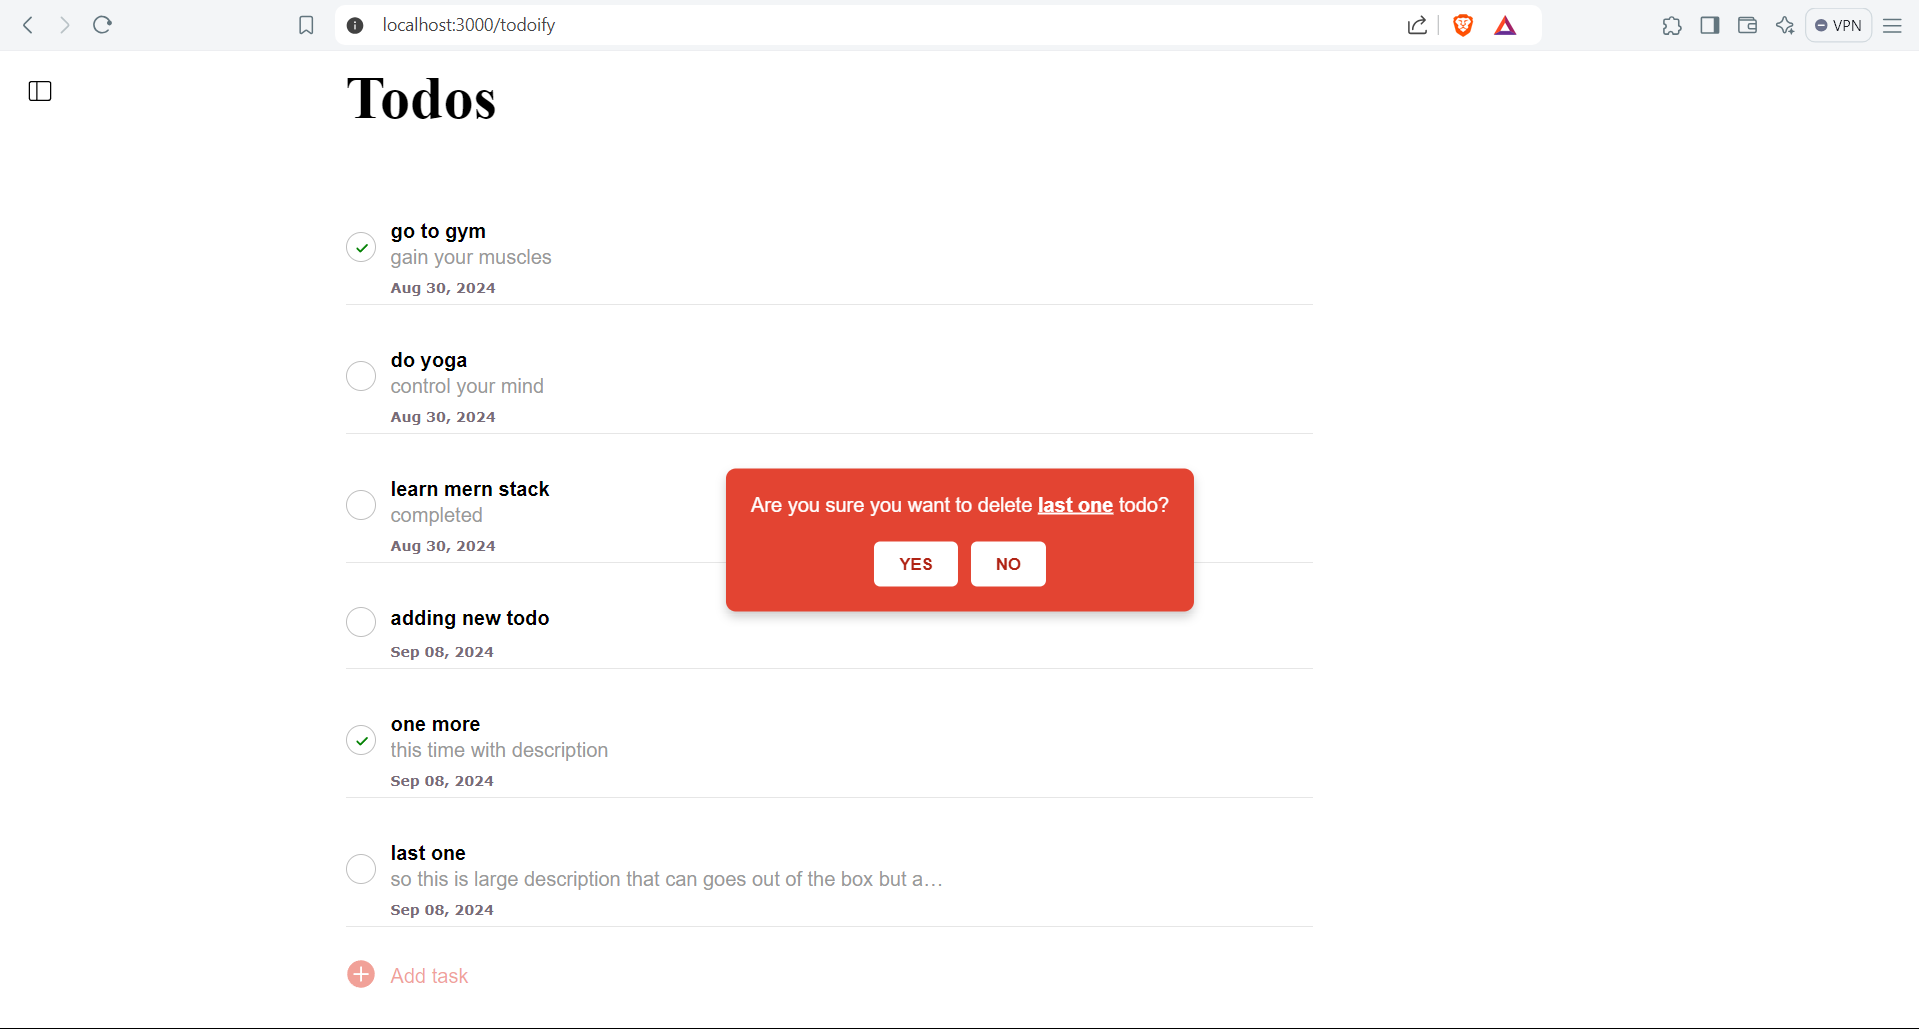 localhost:3000/todoify
VPN
Todos
go to gym
gain your muscles
Aug 30, 2024
do yoga
control your mind
Aug 30, 2024
learn mern stack
completed
Aug 30, 2024
Are you sure you want to delete last one todo?
YES NO
adding new todo
Sep 08, 2024
one more
this time with description
Sep 08, 2024
last one
so this is large description that can goes out of the box but a...
Sep 08, 2024
Add task